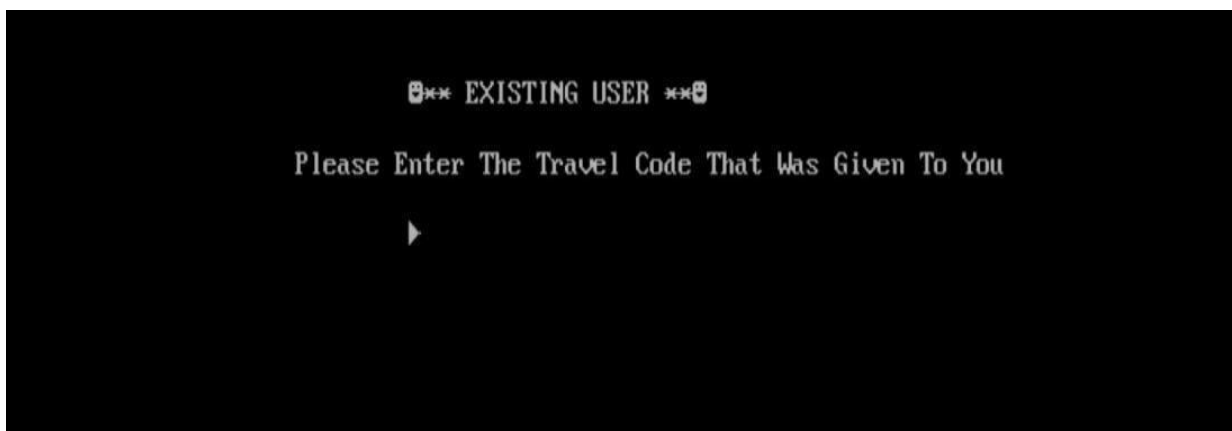 ☻** EXISTING USER **☻
Please Enter The Travel Code That Was Given To You
►